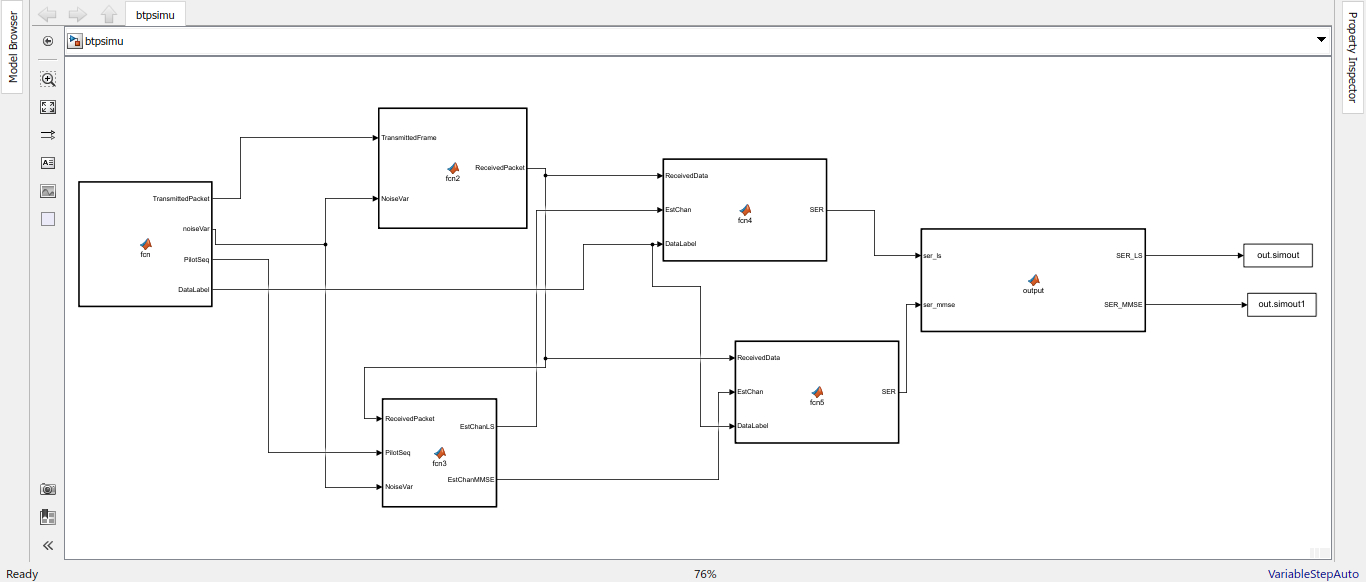 Model Browser
btpsimu
btpsimu
Property Inspector
TransmittedPacket
noiseVar
PilotSeq
DataLabel
fcn
TransmittedFrame
NoiseVar
ReceivedPacket
fcn2
ReceivedPacket
PilotSeq
NoiseVar
EstChanLS
EstChanMMSE
fcn3
ReceivedData
EstChan
DataLabel
SER
fcn4
ReceivedData
EstChan
DataLabel
SER
fcn5
ser_ls
ser_mmse
SER_LS
SER_MMSE
output
out.simout
out.simout1
Ready
76%
VariableStepAuto